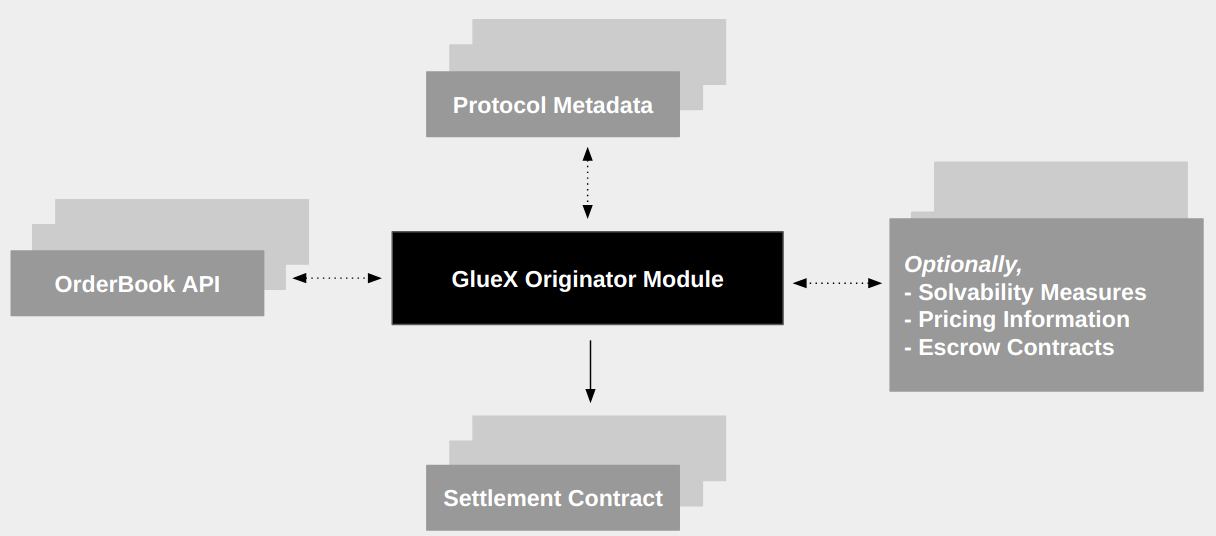 Protocol Metadata
OrderBook API
GlueX Originator Module
Optionally,
- Solvability Measures
- Pricing Information
- Escrow Contracts
Settlement Contract